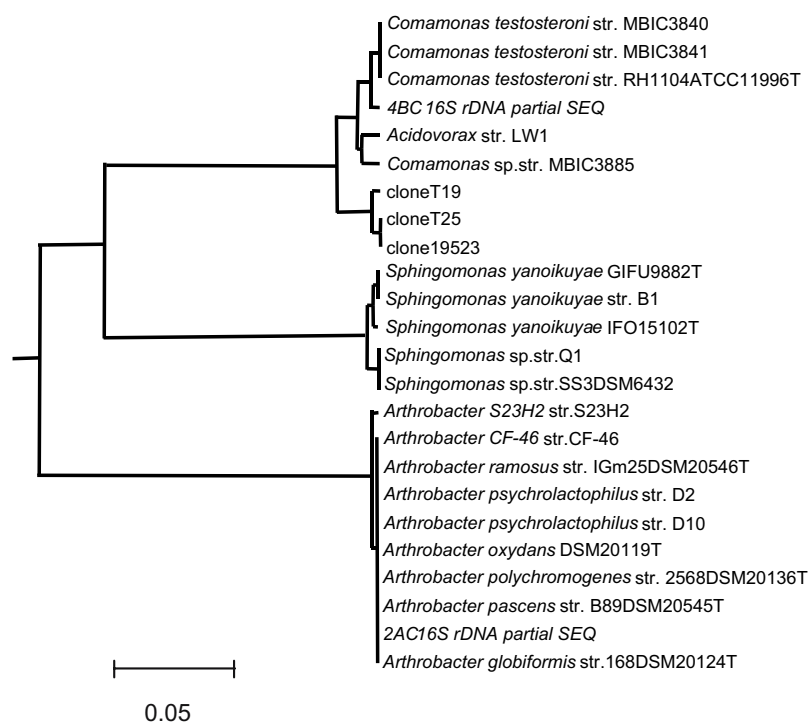 Comamonas testosteroni str. MBIC3840
Comamonas testosteroni str. MBIC3841
Comamonas testosteroni str. RH1104ATCC11996T
4BC16S rDNA partial SEQ
Acidovorax str. LW1
Comamonas sp.str. MBIC3885
cloneT19
cloneT25
clone19523
Sphingomonas yanoikuyae GIFU9882T
Sphingomonas yanoikuyae str. B1
Sphingomonas yanoikuyae IFO15102T
Sphingomonas sp.str.Q1
Sphingomonas sp.str.SS3DSM6432
Arthrobacter S23H2 str.S23H2
Arthrobacter CF-46 str.CF-46
Arthrobacter ramosus str. IGm25DSM20546T
Arthrobacter psychrolactophilus str. D2
Arthrobacter psychrolactophilus str. D10
Arthrobacter oxydans DSM20119T
Arthrobacter polychromogenes str. 2568DSM20136T
Arthrobacter pascens str. B89DSM20545T
2AC16S rDNA partial SEQ
Arthrobacter globiformis str.168DSM20124T
0.05